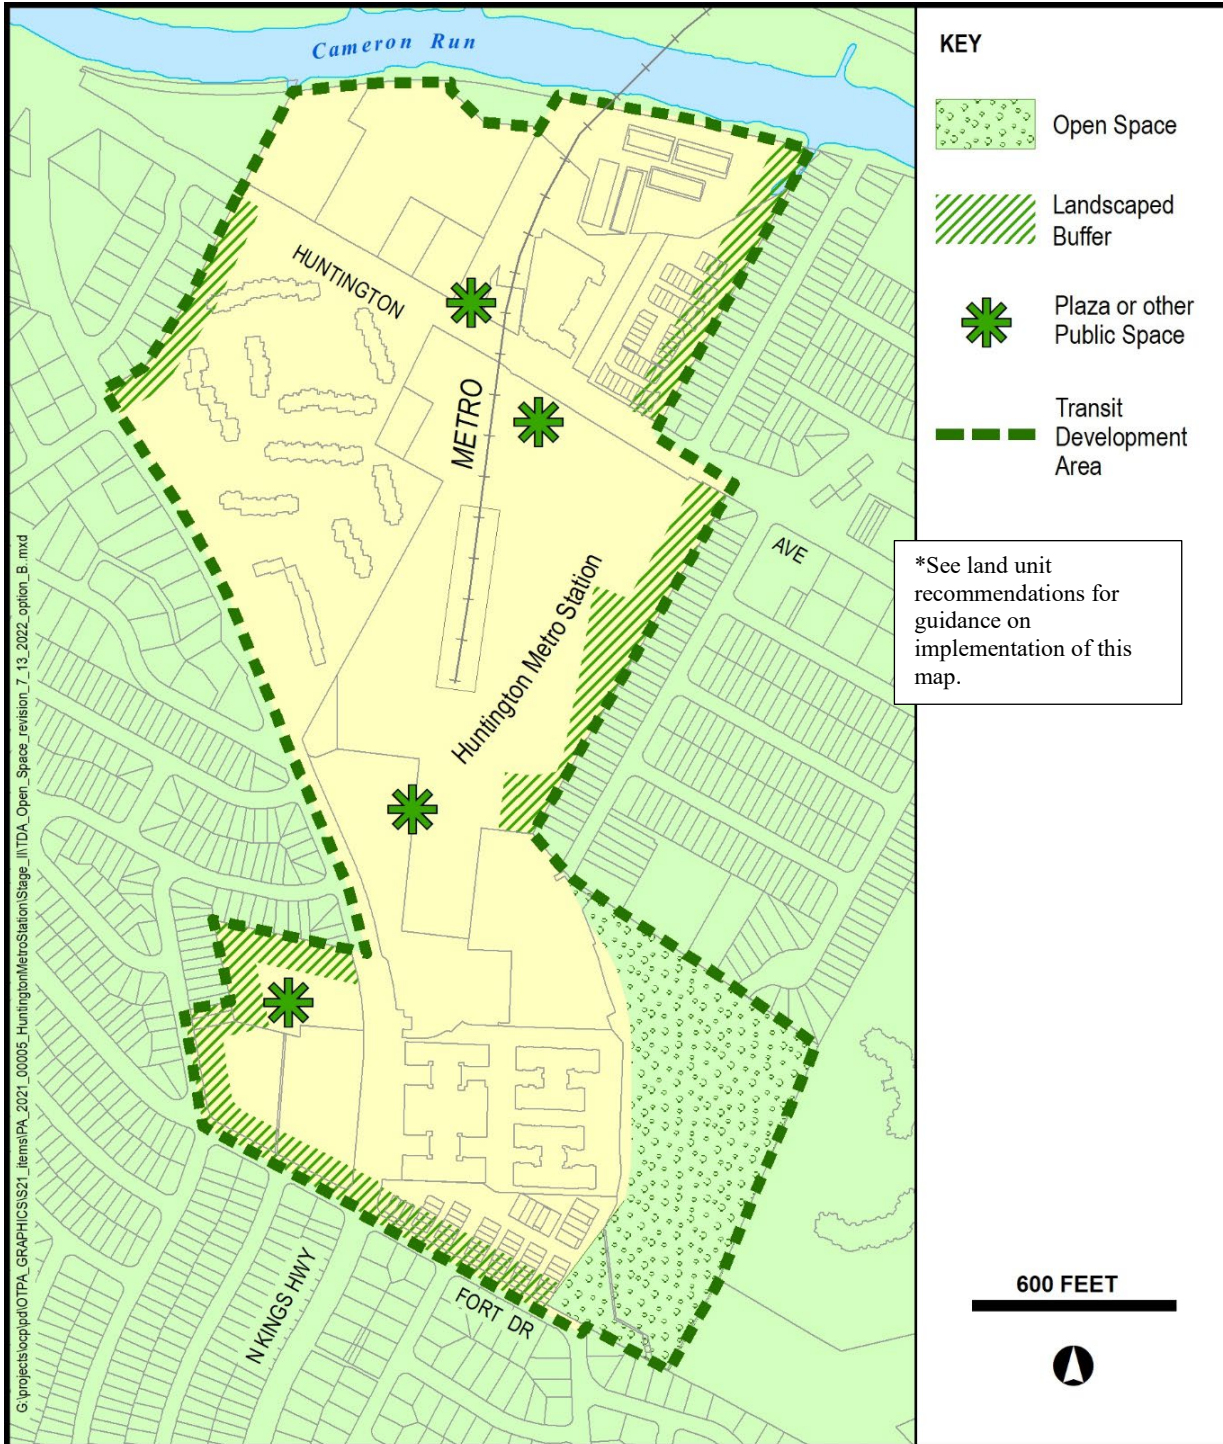 Cameron Run
HUNTINGTON
METRO
Huntington Metro Station
AVE
N KINGS HWY
FORT DR
G:\projects\ocp\pd\OTPA_GRAPHICS\S21_items\PA_2021_00005_HuntingtonMetroStation\Stage_II\TDA_Open_Space_revision_7_13_2022_option_B.mxd
KEY
Open Space
Landscaped
Buffer
Plaza or other
Public Space
Transit
Development
Area
*See land unit
recommendations for
guidance on
implementation of this
map.
600 FEET